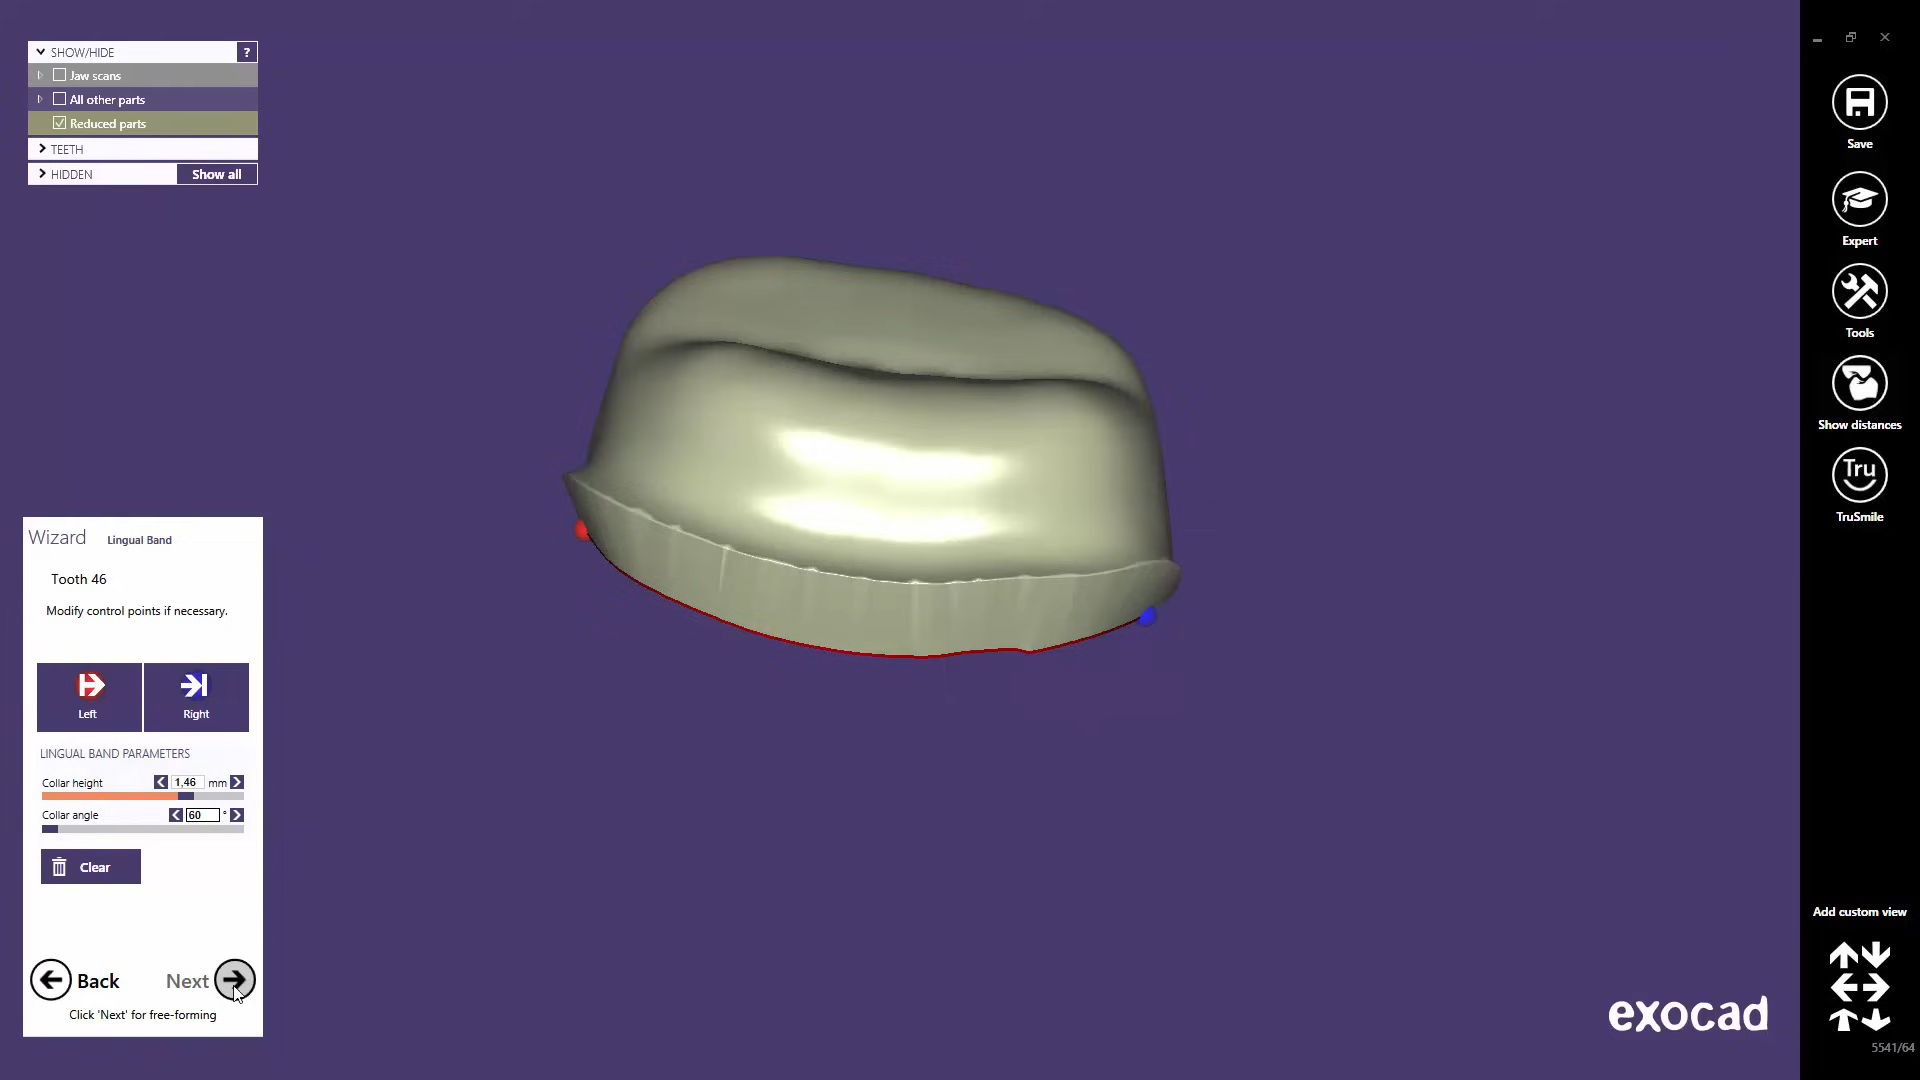 SHOW/HIDE ?
Jaw scans
All other parts
Reduced parts
TEETH
HIDDEN Show all
Wizard Lingual Band
Tooth 46
Modify control points if necessary.
Left Right
LINGUAL BAND PARAMETERS
Collar height 1,46 mm
Collar angle 60 °
Clear
Back Next
Click 'Next' for free-forming
Save
Expert
Tools
Show distances
Tru
TruSmile
Add custom view
exocad
5541/64